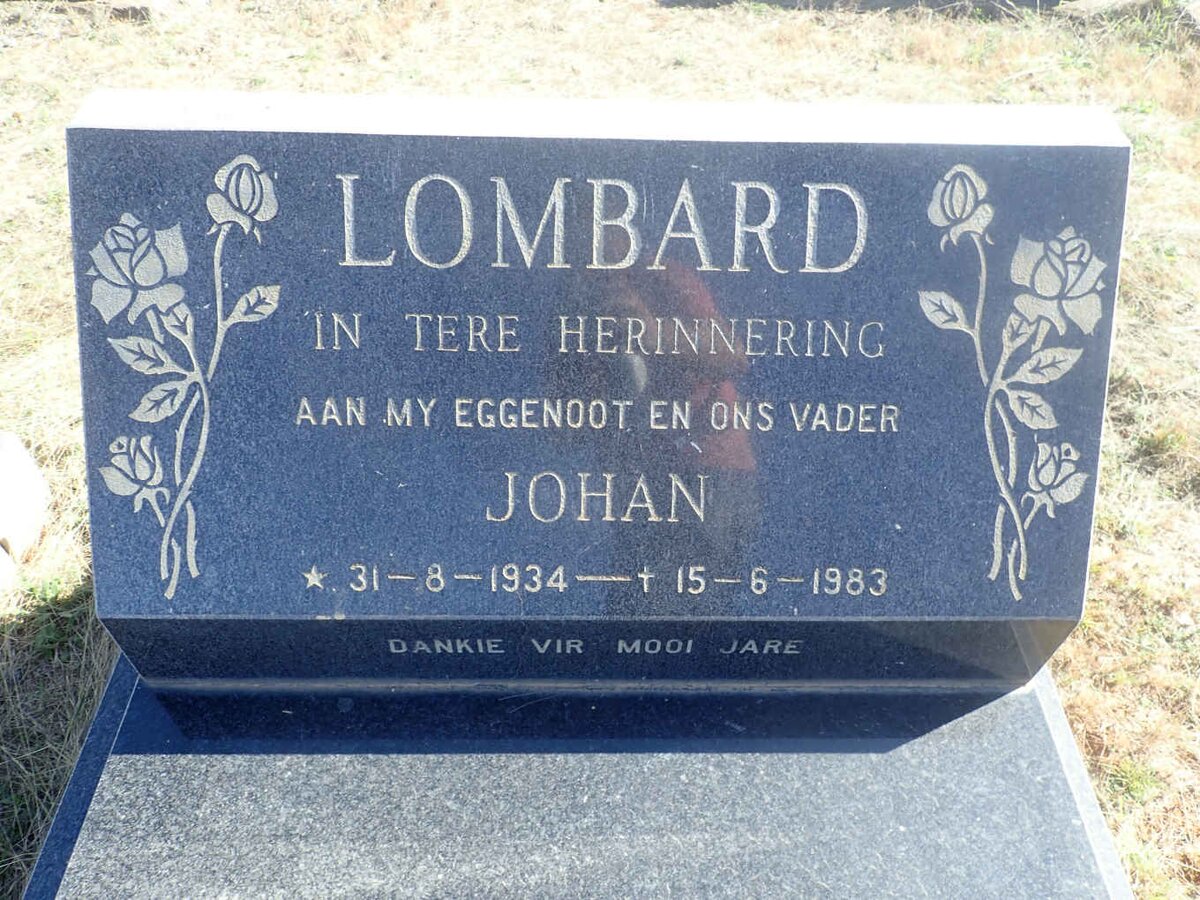 LOMBARD
IN TERE HERINNERING
AAN MY EGGENOOT EN ONS VADER
JOHAN
★ 31-8-1934 — † 15-6-1983
DANKIE VIR MOOI JARE